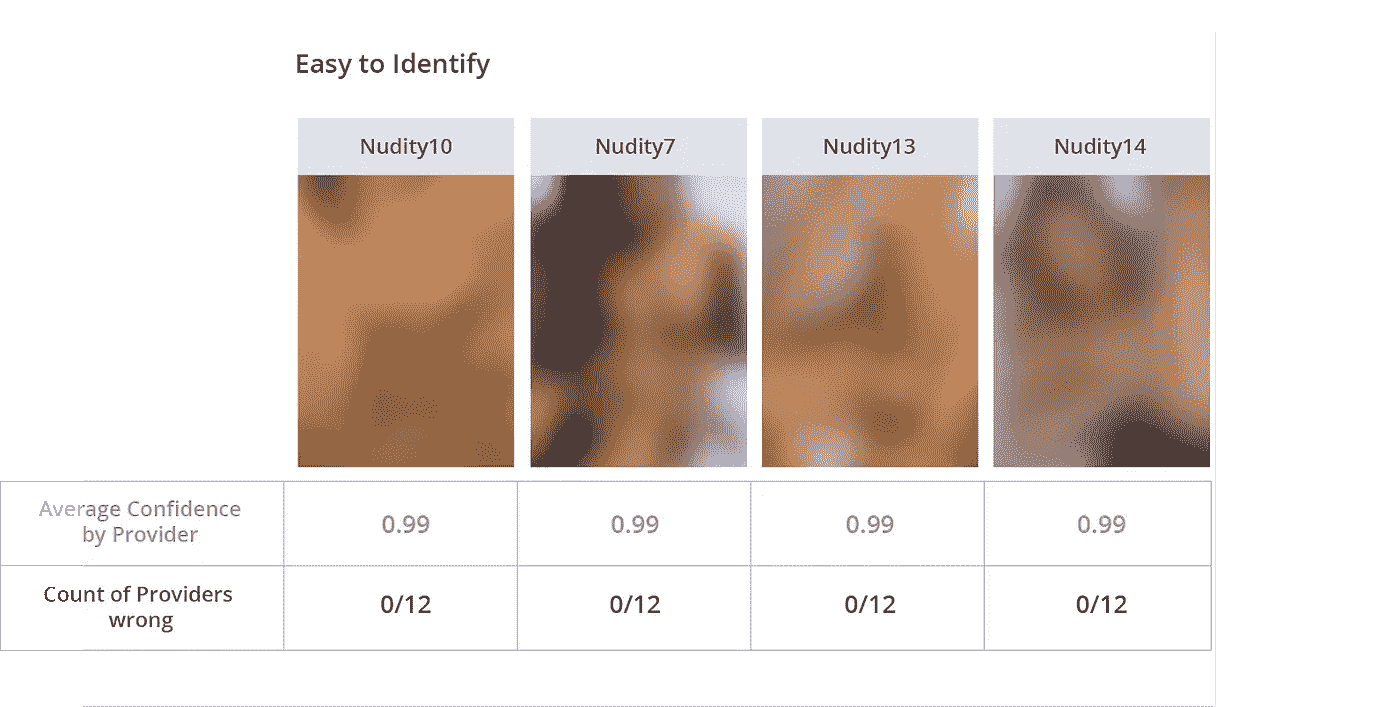 Easy to Identify
Nudity10 Nudity7 Nudity13 Nudity14
Average Confidence
by Provider
0.99 0.99 0.99 0.99
Count of Providers
wrong
0/12 0/12 0/12 0/12